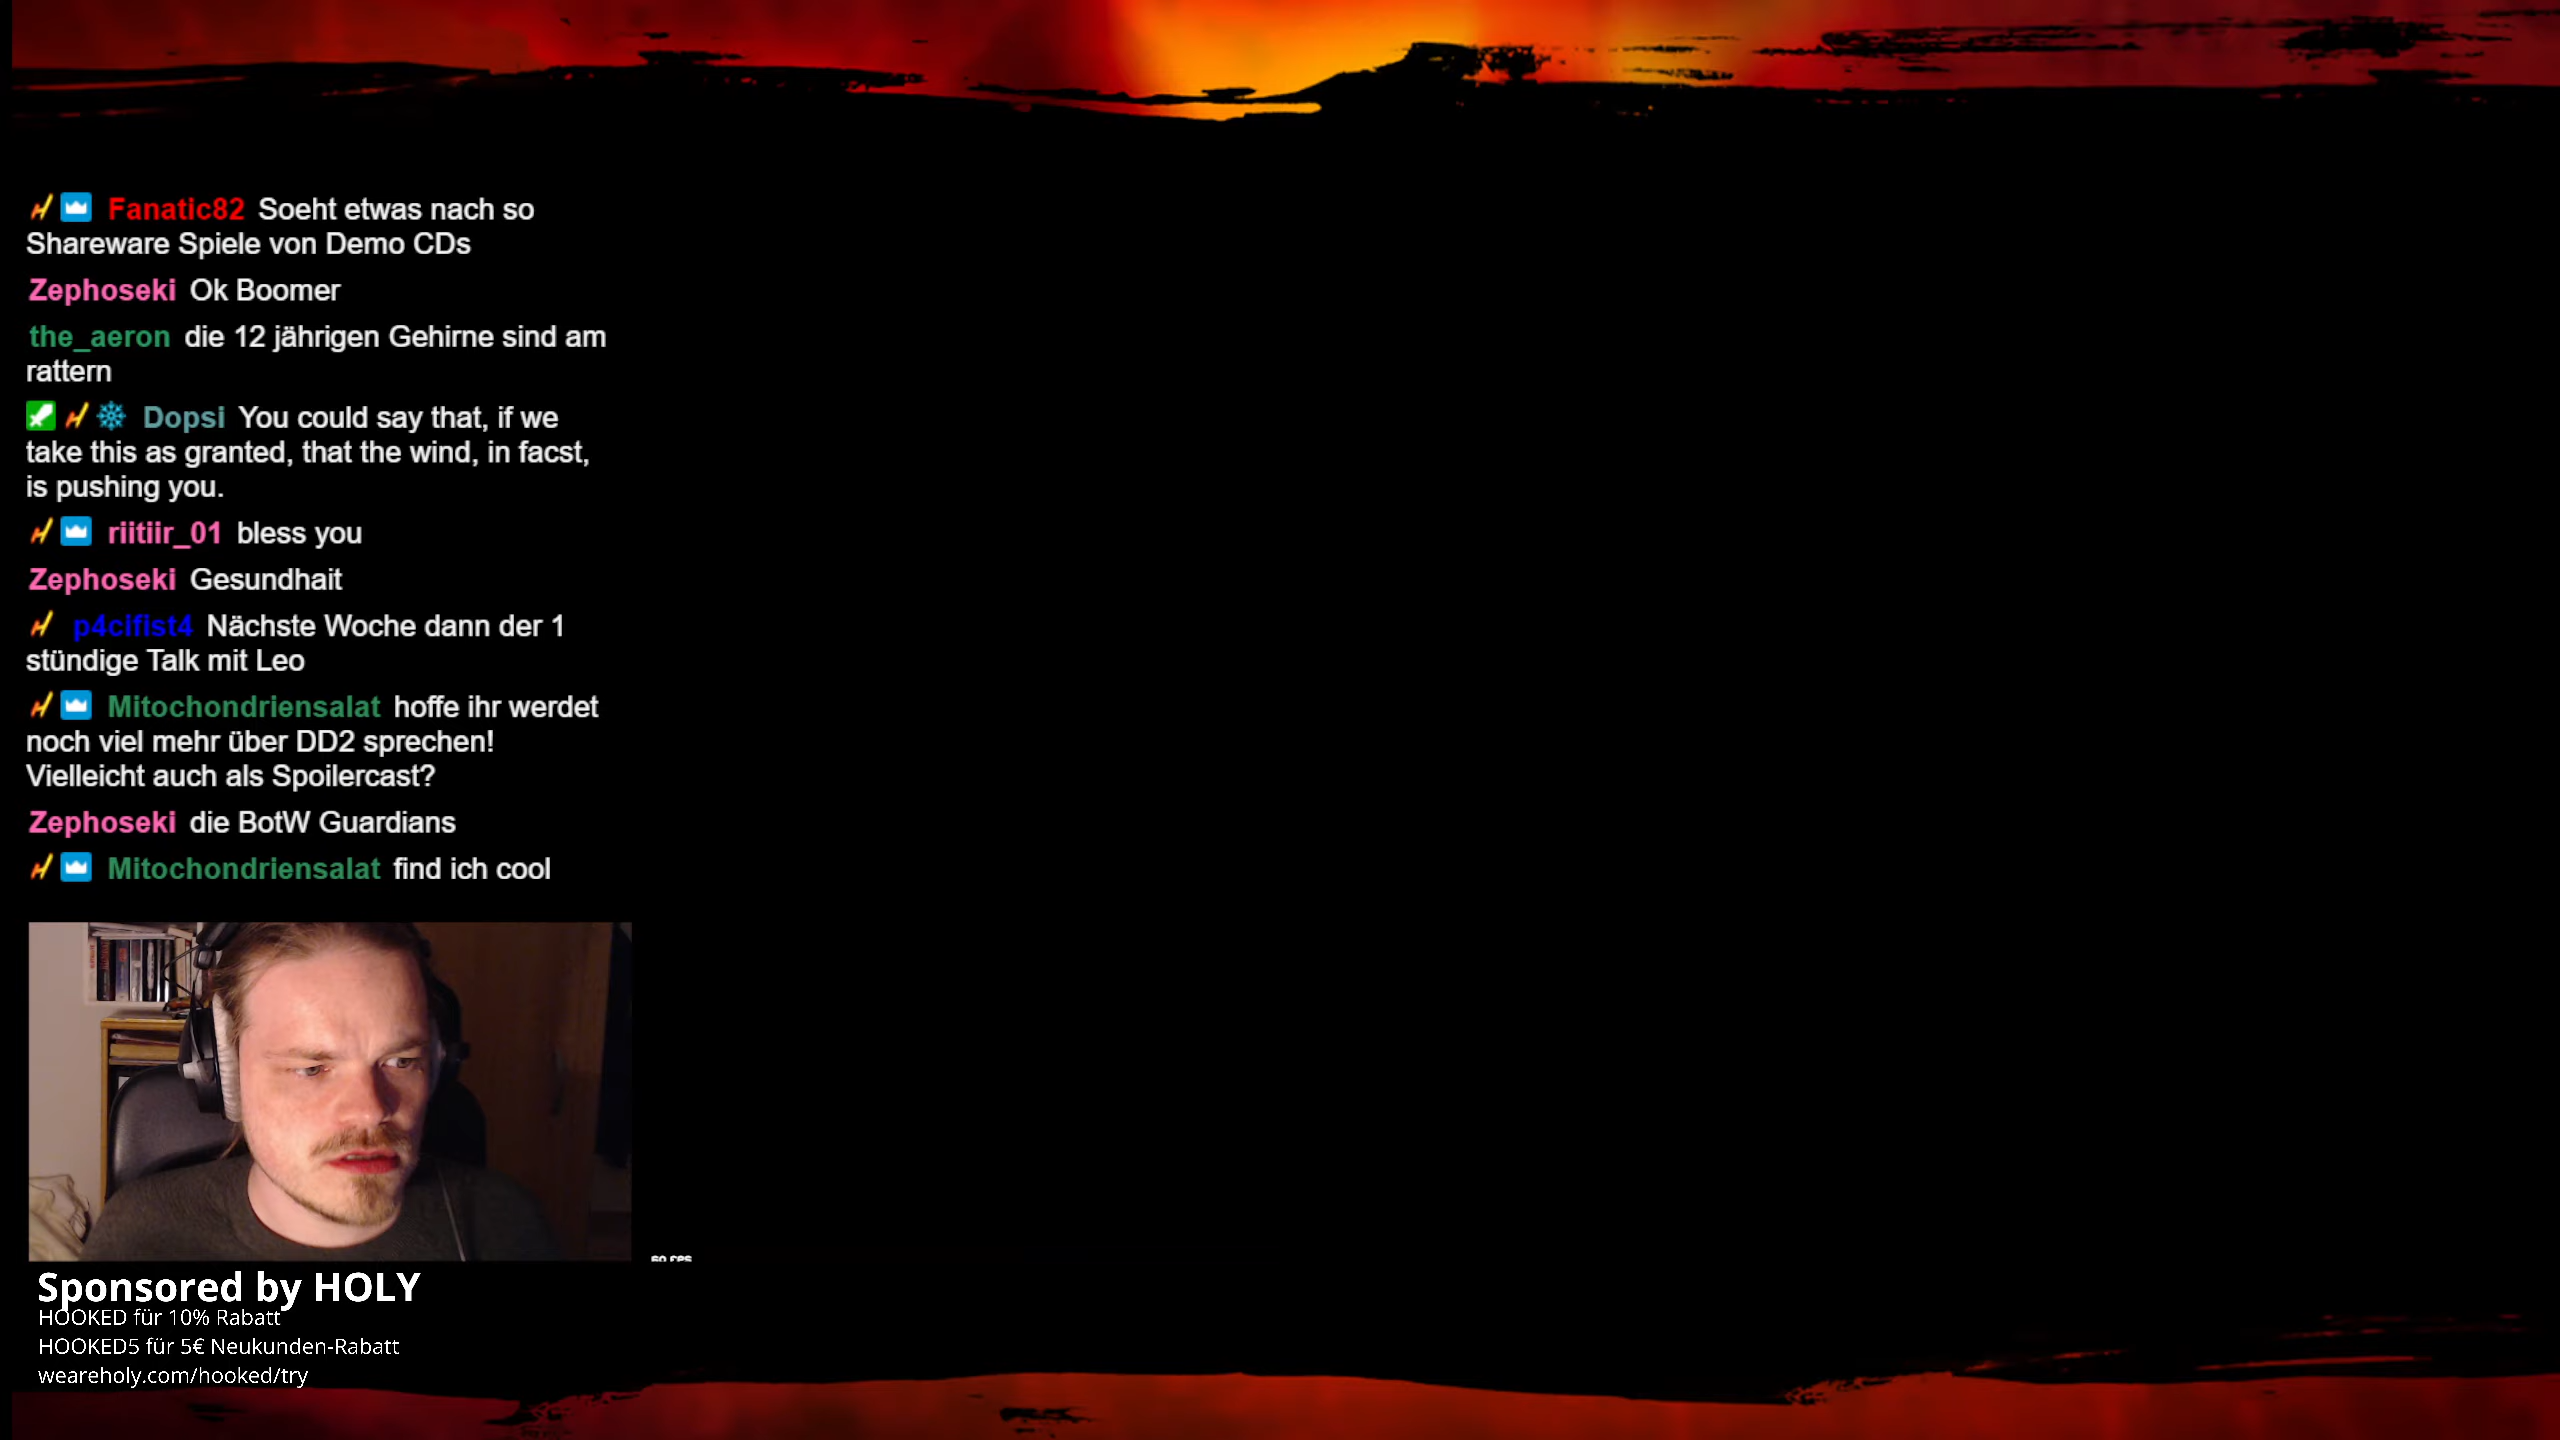 Fanatic82 Soeht etwas nach so
Shareware Spiele von Demo CDs
Zephoseki Ok Boomer
the_aeron die 12 jährigen Gehirne sind am
rattern
Dopsi You could say that, if we
take this as granted, that the wind, in facst,
is pushing you.
riitiir_01 bless you
Zephoseki Gesundhait
p4cifist4 Nächste Woche dann der 1
stündige Talk mit Leo
Mitochondriensalat hoffe ihr werdet
noch viel mehr über DD2 sprechen!
Vielleicht auch als Spoilercast?
Zephoseki die BotW Guardians
Mitochondriensalat find ich cool
60 FPS
Sponsored by HOLY
HOOKED für 10% Rabatt
HOOKED5 für 5€ Neukunden-Rabatt
weareholy.com/hooked/try